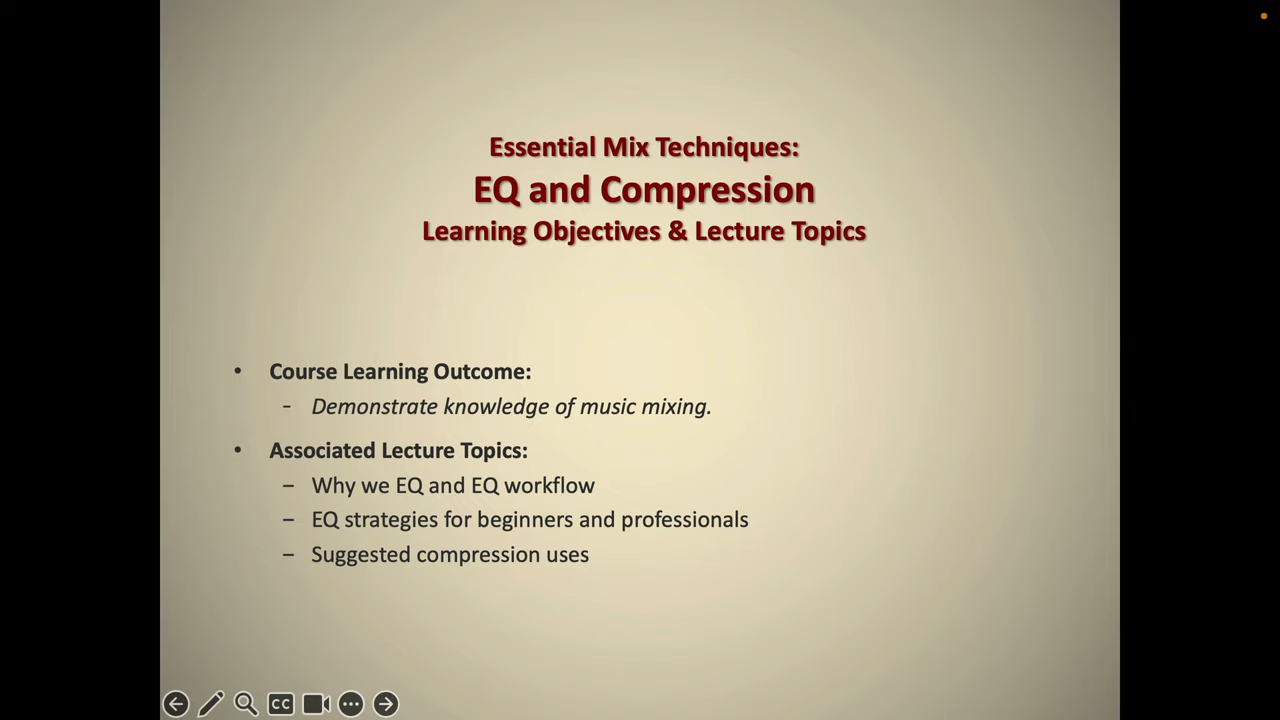 Essential Mix Techniques:
EQ and Compression
Learning Objectives & Lecture Topics
• Course Learning Outcome:
- Demonstrate knowledge of music mixing.
• Associated Lecture Topics:
– Why we EQ and EQ workflow
– EQ strategies for beginners and professionals
– Suggested compression uses
CC